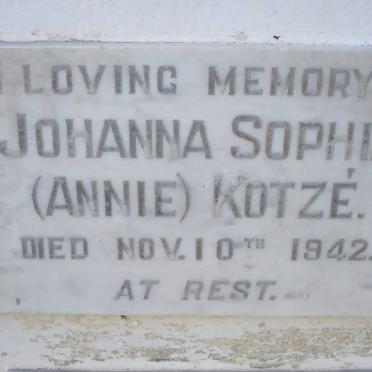 LOVING MEMORY
JOHANNA SOPHI
(ANNIE) KOTZÉ.
DIED NOV. 10TH 1942.
AT REST.